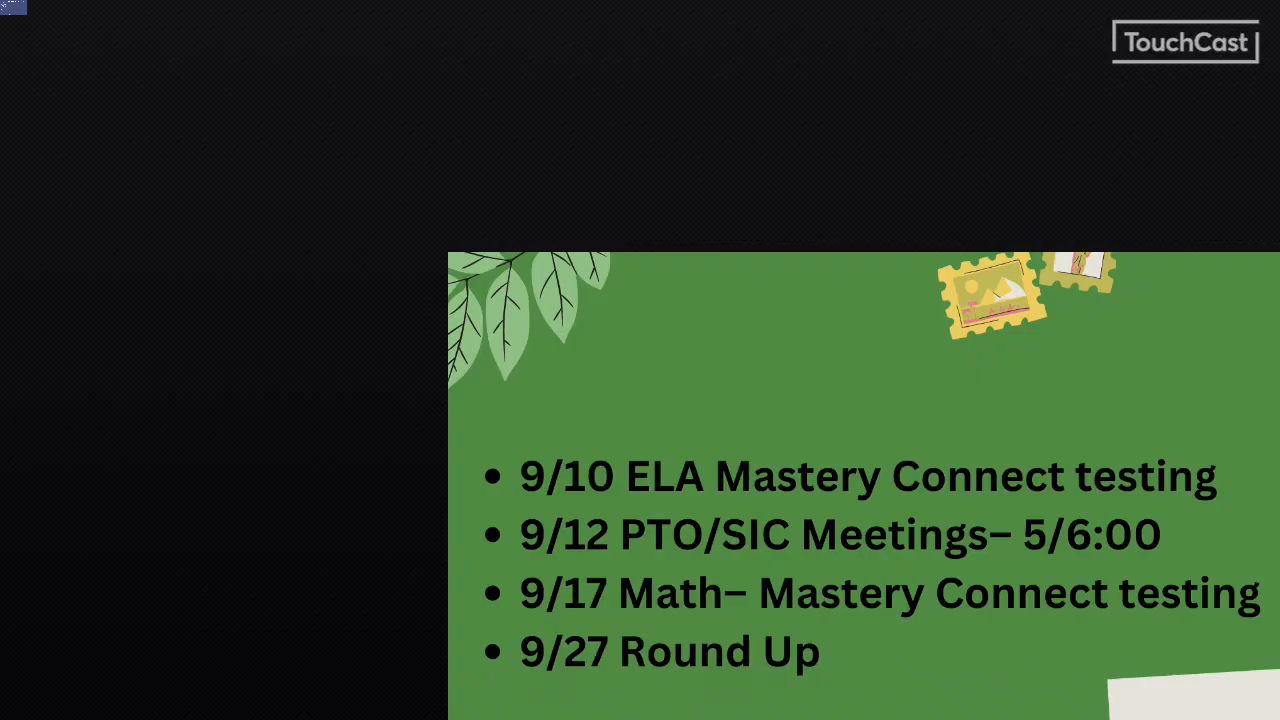 TouchCast
• 9/10 ELA Mastery Connect testing
• 9/12 PTO/SIC Meetings– 5/6:00
• 9/17 Math– Mastery Connect testing
• 9/27 Round Up